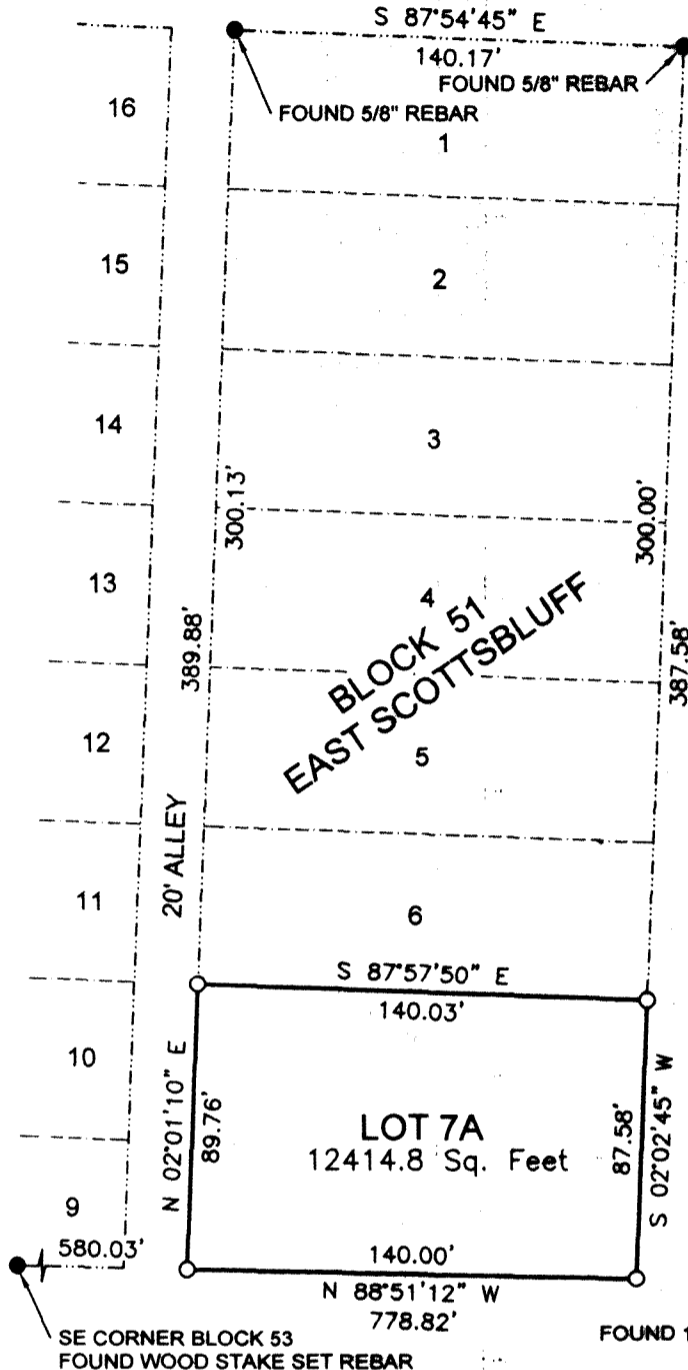 S 87°54'45" E
140.17'
FOUND 5/8" REBAR
FOUND 5/8" REBAR
16
1
15
2
14
3
300.13'
300.00'
13
4
BLOCK 51
EAST SCOTTSBLUFF
389.88'
387.58'
12
5
20' ALLEY
11
6
S 87°57'50" E
140.03'
10
N 02°01'10" E
89.76'
LOT 7A
12414.8 Sq. Feet
87.58'
S 02°02'45" W
9
580.03'
140.00'
N 88°51'12" W
778.82'
SE CORNER BLOCK 53
FOUND WOOD STAKE SET REBAR
FOUND 1